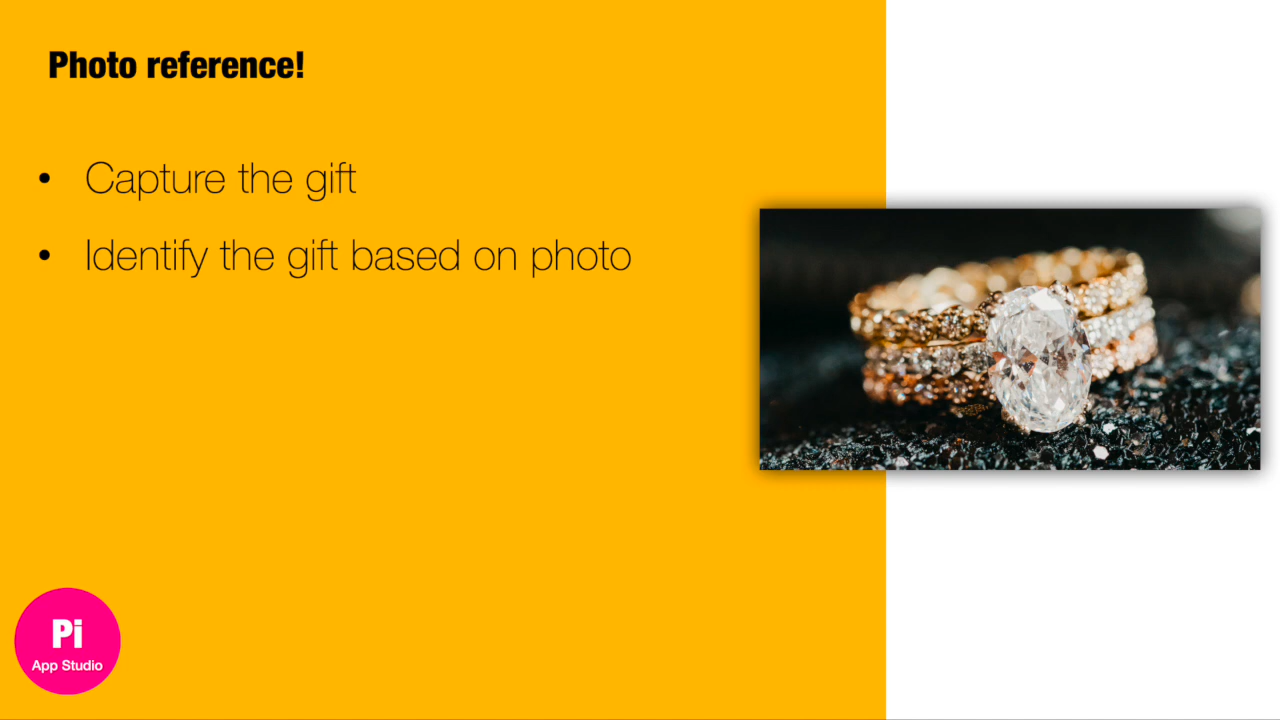 Photo reference!
• Capture the gift
• Identify the gift based on photo
Pi
App Studio